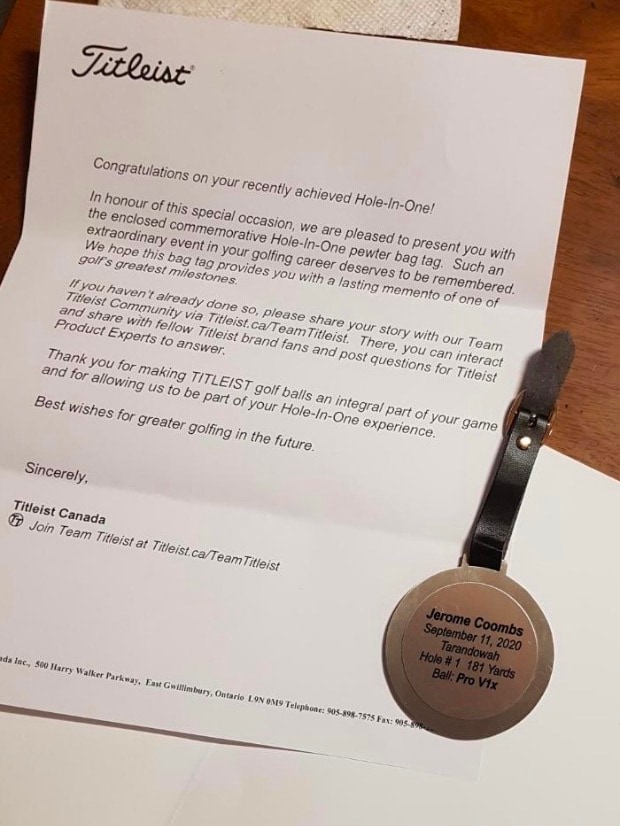 Titleist
Congratulations on your recently achieved Hole-In-One!
In honour of this special occasion, we are pleased to present you with
the enclosed commemorative Hole-In-One pewter bag tag. Such an
extraordinary event in your golfing career deserves to be remembered.
We hope this bag tag provides you with a lasting memento of one of
golf's greatest milestones.
If you haven't already done so, please share your story with our Team
Titleist Community via Titleist.ca/TeamTitleist. There, you can interact
and share with fellow Titleist brand fans and post questions for Titleist
Product Experts to answer.
Thank you for making TITLEIST golf balls an integral part of your game
and for allowing us to be part of your Hole-In-One experience.
Best wishes for greater golfing in the future.
Sincerely,
Titleist Canada
Join Team Titleist at Titleist.ca/TeamTitleist
Inc., 500 Harry Walker Parkway, East Gwillimbury, Ontario L9N 0M9 Telephone: 905-898-7575 Fax:
Jerome Coombs
September 11, 2020
Tarandowah
Hole # 1 181 Yards
Ball: Pro V1x